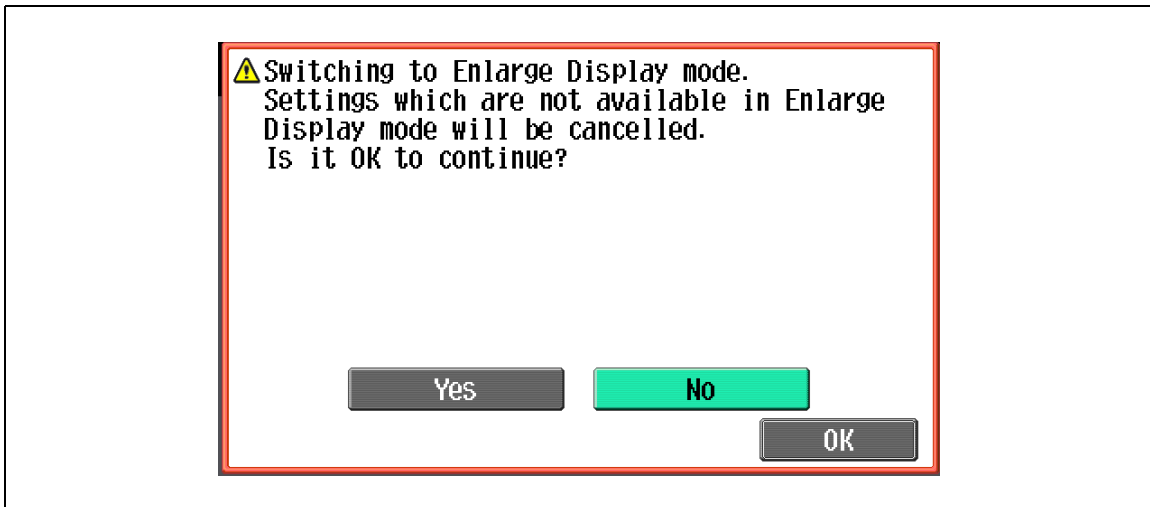 Switching to Enlarge Display mode.
Settings which are not available in Enlarge
Display mode will be cancelled.
Is it OK to continue?
Yes No
OK